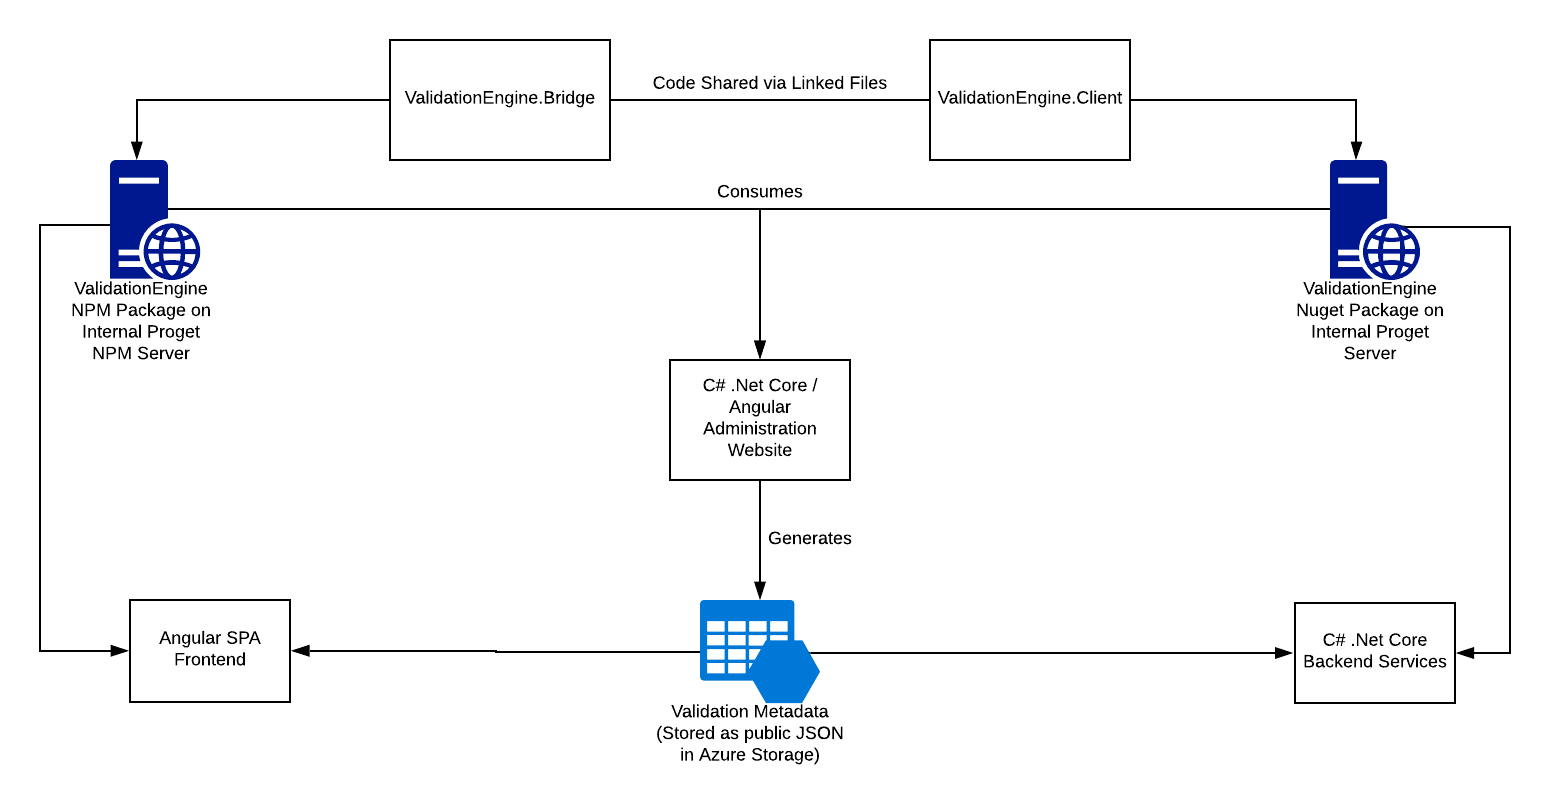 Code Shared via Linked Files
ValidationEngine.Bridge
ValidationEngine.Client
Consumes
ValidationEngine
NPM Package on
Internal Proget
NPM Server
ValidationEngine
Nuget Package on
Internal Proget
Server
C# .Net Core /
Angular
Administration
Website
Generates
Angular SPA
Frontend
C# .Net Core
Backend Services
Validation Metadata
(Stored as public JSON
in Azure Storage)